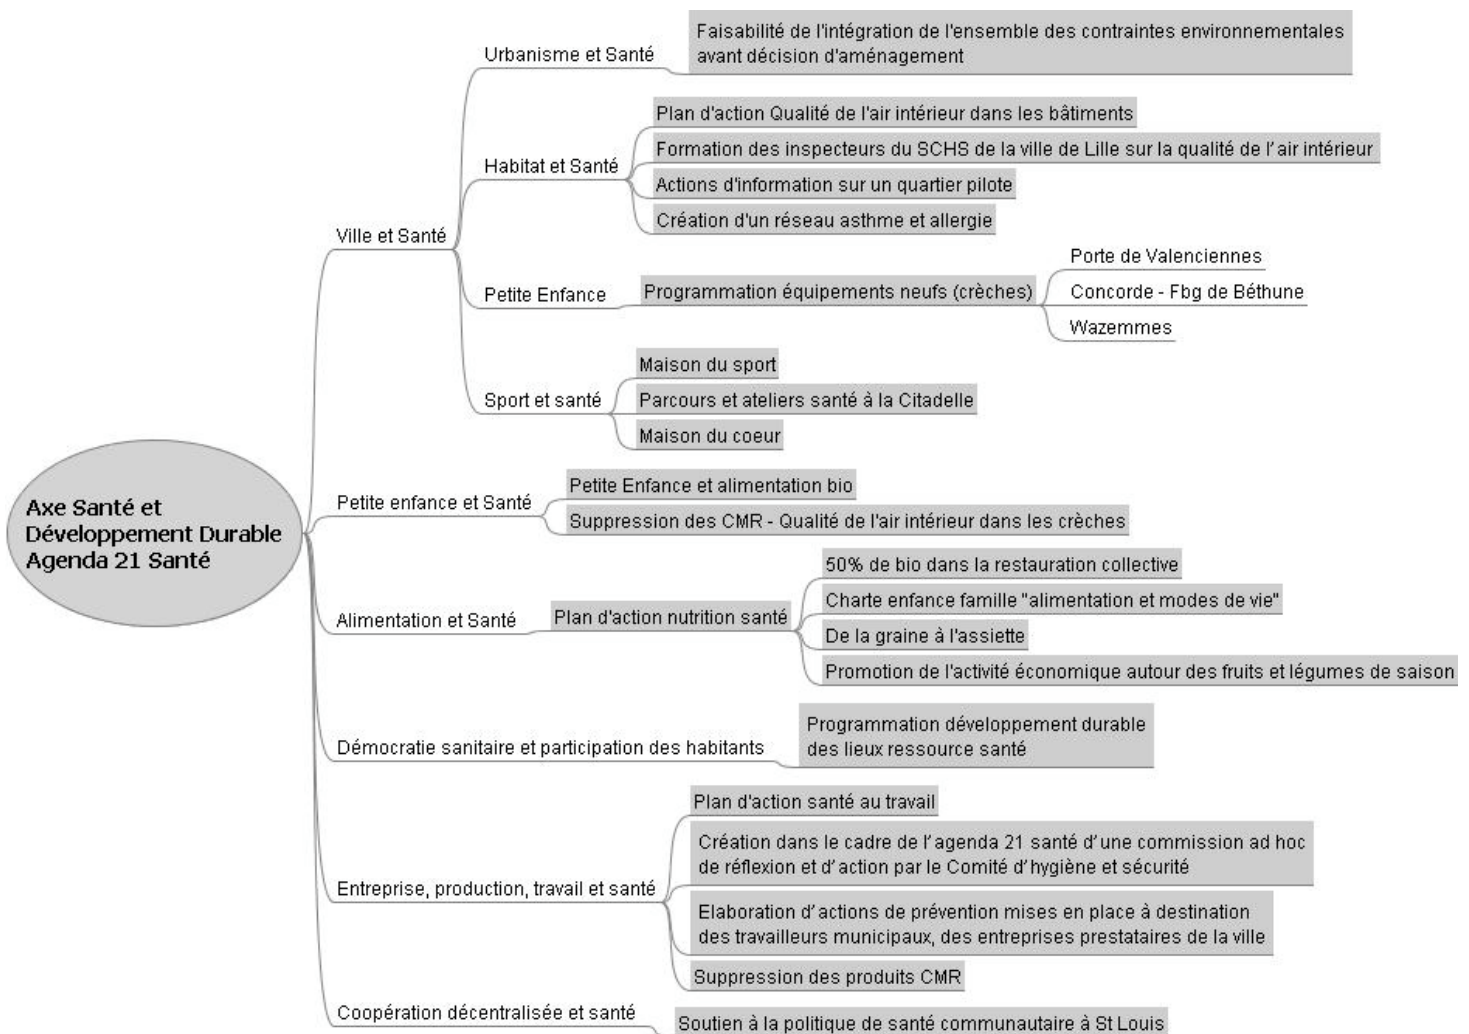 Axe Santé et
Développement Durable
Agenda 21 Santé
Ville et Santé
Urbanisme et Santé
Faisabilité de l'intégration de l'ensemble des contraintes environnementales
avant décision d'aménagement
Habitat et Santé
Plan d'action Qualité de l'air intérieur dans les bâtiments
Formation des inspecteurs du SCHS de la ville de Lille sur la qualité de l'air intérieur
Actions d'information sur un quartier pilote
Création d'un réseau asthme et allergie
Petite Enfance
Programmation équipements neufs (crèches)
Porte de Valenciennes
Concorde - Fbg de Béthune
Wazemmes
Sport et santé
Maison du sport
Parcours et ateliers santé à la Citadelle
Maison du coeur
Petite enfance et Santé
Petite Enfance et alimentation bio
Suppression des CMR - Qualité de l'air intérieur dans les crèches
Alimentation et Santé
Plan d'action nutrition santé
50% de bio dans la restauration collective
Charte enfance famille "alimentation et modes de vie"
De la graine à l'assiette
Promotion de l'activité économique autour des fruits et légumes de saison
Démocratie sanitaire et participation des habitants
Programmation développement durable
des lieux ressource santé
Entreprise, production, travail et santé
Plan d'action santé au travail
Création dans le cadre de l'agenda 21 santé d'une commission ad hoc
de réflexion et d'action par le Comité d'hygiène et sécurité
Elaboration d'actions de prévention mises en place à destination
des travailleurs municipaux, des entreprises prestataires de la ville
Suppression des produits CMR
Coopération décentralisée et santé
Soutien à la politique de santé communautaire à St Louis